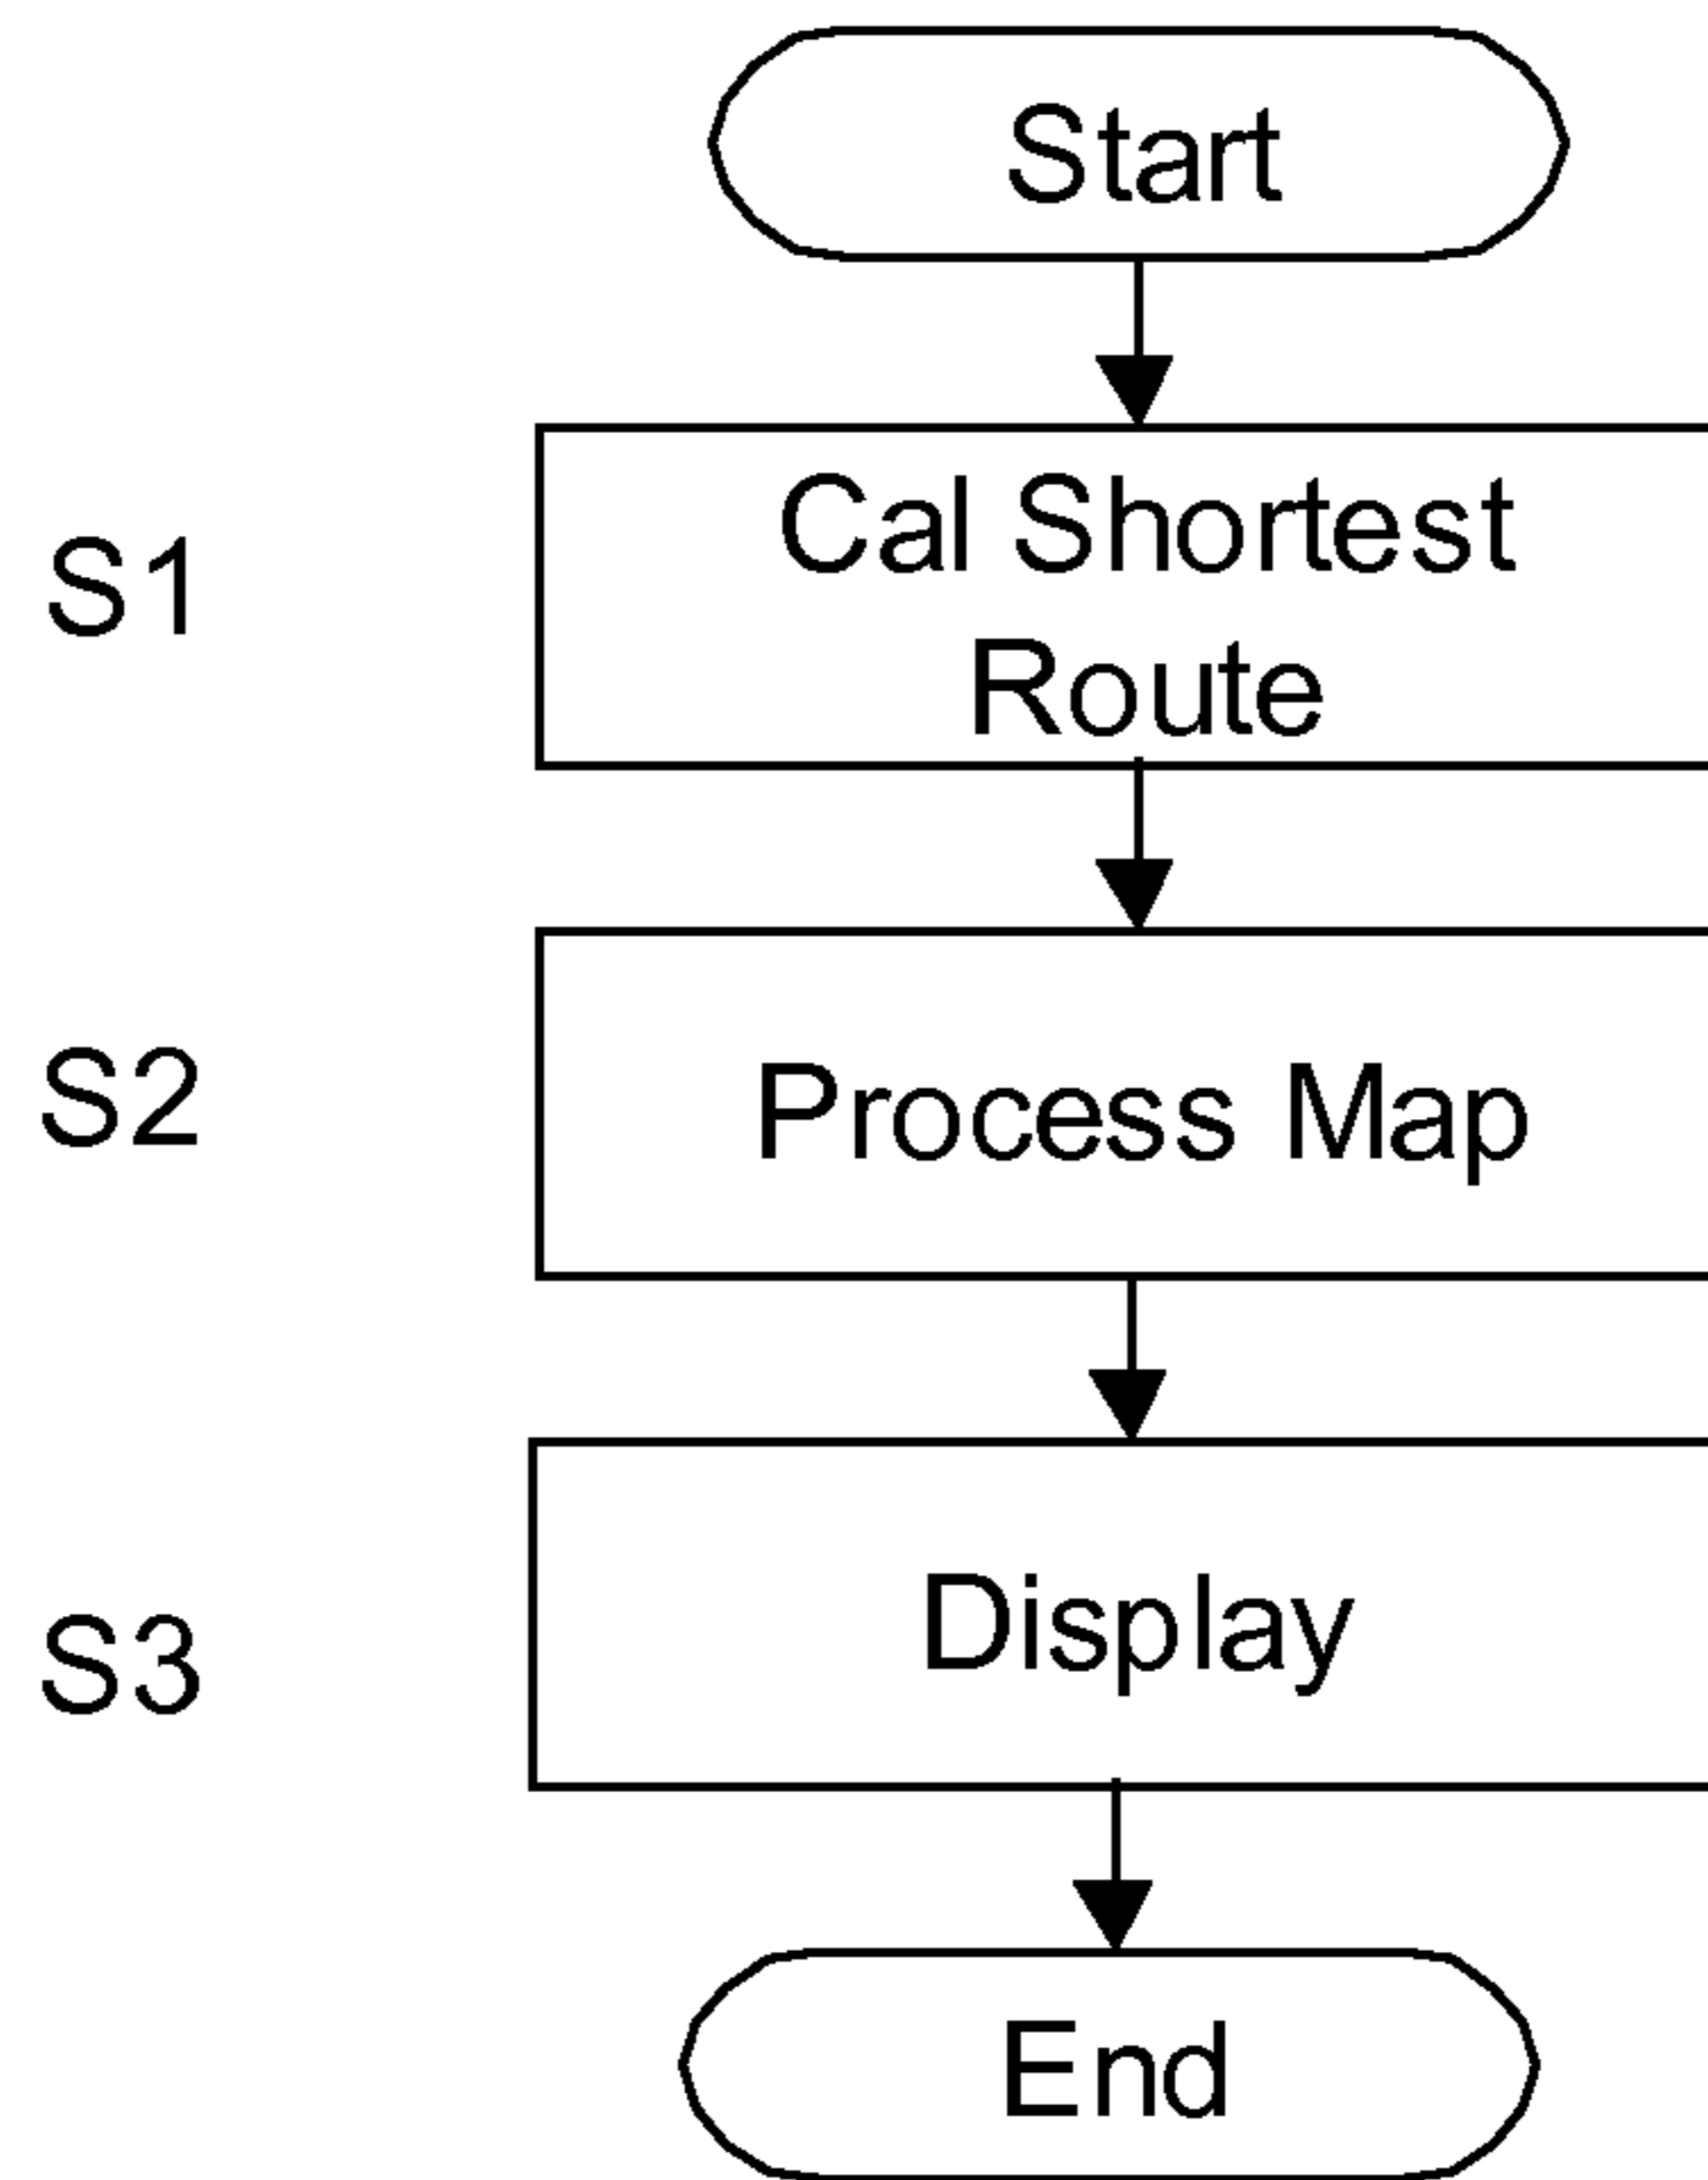 Start
S1
Cal Shortest
Route
S2
Process Map
S3
Display
End